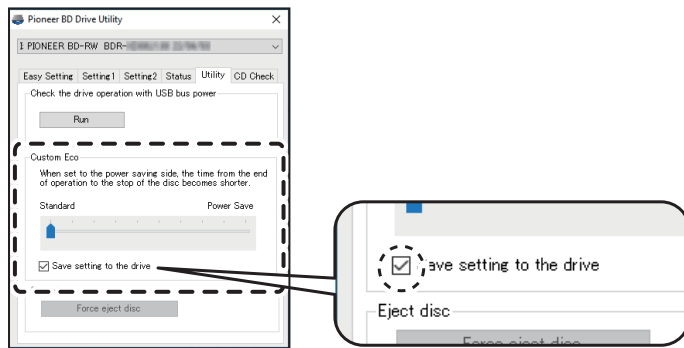 Pioneer BD Drive Utility
1 PIONEER BD-RW BDR-
Easy Setting Setting1 Setting2 Status Utility CD Check
Check the drive operation with USB bus power
Run
Custom Eco
When set to the power saving side, the time from the end
of operation to the stop of the disc becomes shorter.
Standard Power Save
Save setting to the drive
Force eject disc
ave setting to the drive
Eject disc
Force eject disc